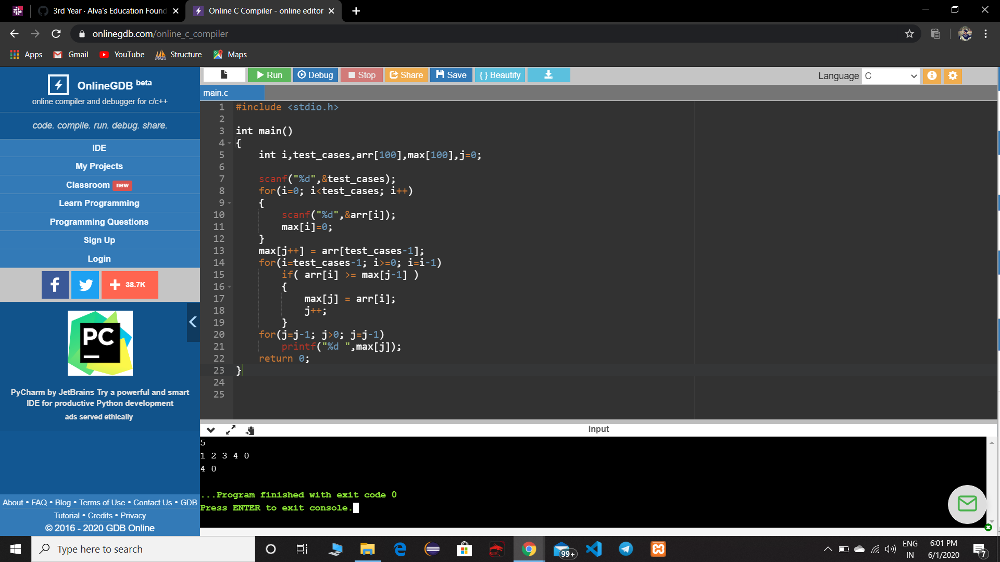 3rd Year · Alva's Education Found
Online C Compiler - online editor
onlinegdb.com/online_c_compiler
Apps Gmail YouTube Structure Maps
OnlineGDB beta
online compiler and debugger for c/c++
code. compile. run. debug. share.
IDE
My Projects
Classroom new
Learn Programming
Programming Questions
Sign Up
Login
38.7K
PC
PyCharm by JetBrains Try a powerful and smart
IDE for productive Python development
ads served ethically
About • FAQ • Blog • Terms of Use • Contact Us • GDB
Tutorial • Credits • Privacy
© 2016 - 2020 GDB Online
Run Debug Stop Share Save { } Beautify
Language C
main.c
1 #include <stdio.h>
2
3 int main()
4 {
5 int i,test_cases,arr[100],max[100],j=0;
6
7 scanf("%d",&test_cases);
8 for(i=0; i<test_cases; i++)
9 {
10 scanf("%d",&arr[i]);
11 max[i]=0;
12 }
13 max[j++] = arr[test_cases-1];
14 for(i=test_cases-1; i>=0; i=i-1)
15 if( arr[i] >= max[j-1] )
16 {
17 max[j] = arr[i];
18 j++;
19 }
20 for(j=j-1; j>0; j=j-1)
21 printf("%d ",max[j]);
22 return 0;
23 }
24
25
input
5
1 2 3 4 0
4 0
...Program finished with exit code 0
Press ENTER to exit console.
Type here to search
99+
ENG
IN
6:01 PM
6/1/2020
7